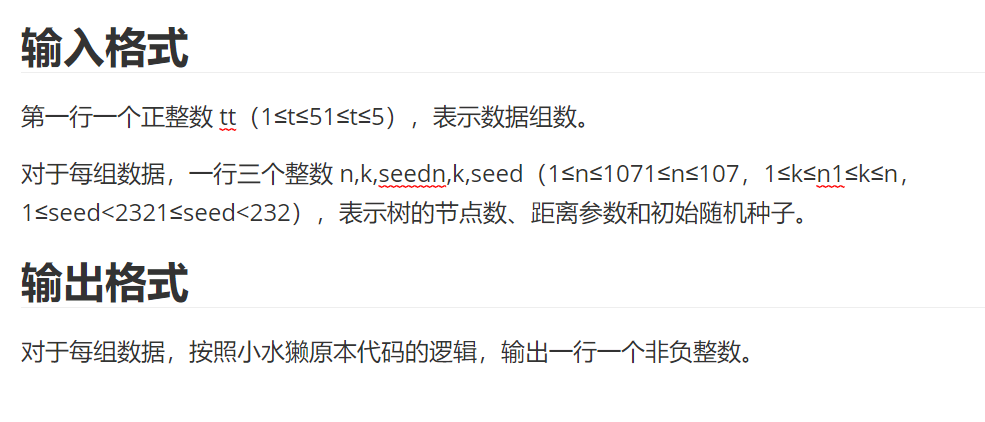 输入格式
第一行一个正整数 tt（1≤t≤51≤t≤5），表示数据组数。
对于每组数据，一行三个整数 n,k,seedn,k,seed（1≤n≤1071≤n≤107，1≤k≤n1≤k≤n，
1≤seed<2321≤seed<232），表示树的节点数、距离参数和初始随机种子。
输出格式
对于每组数据，按照小水獭原本代码的逻辑，输出一行一个非负整数。